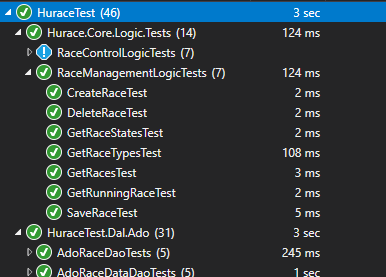 HuraceTest (46) 3 sec
Hurace.Core.Logic.Tests (14) 124 ms
RaceControlLogicTests (7)
RaceManagementLogicTests (7) 124 ms
CreateRaceTest 2 ms
DeleteRaceTest 2 ms
GetRaceStatesTest 2 ms
GetRaceTypesTest 108 ms
GetRacesTest 3 ms
GetRunningRaceTest 2 ms
SaveRaceTest 5 ms
HuraceTest.Dal.Ado (31) 3 sec
AdoRaceDaoTests (5) 245 ms
AdoRaceDataDaoTests (5) 1 sec